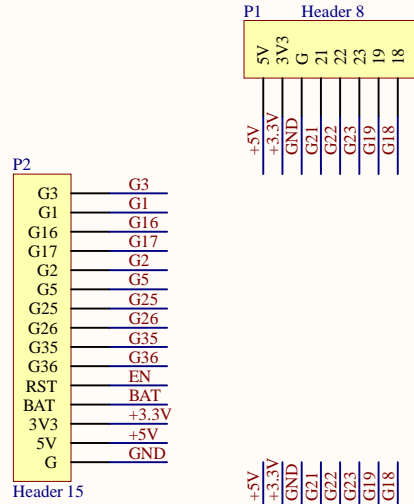 P1 Header 8
5V 3V3 G 21 22 23 19 18
+5V +3.3V GND G21 G22 G23 G19 G18
P2
G3 G3
G1 G1
G16 G16
G17 G17
G2 G2
G5 G5
G25 G25
G26 G26
G35 G35
G36 G36
RST EN
BAT BAT
3V3 +3.3V
5V +5V
G GND
Header 15
+5V +3.3V GND G21 G22 G23 G19 G18